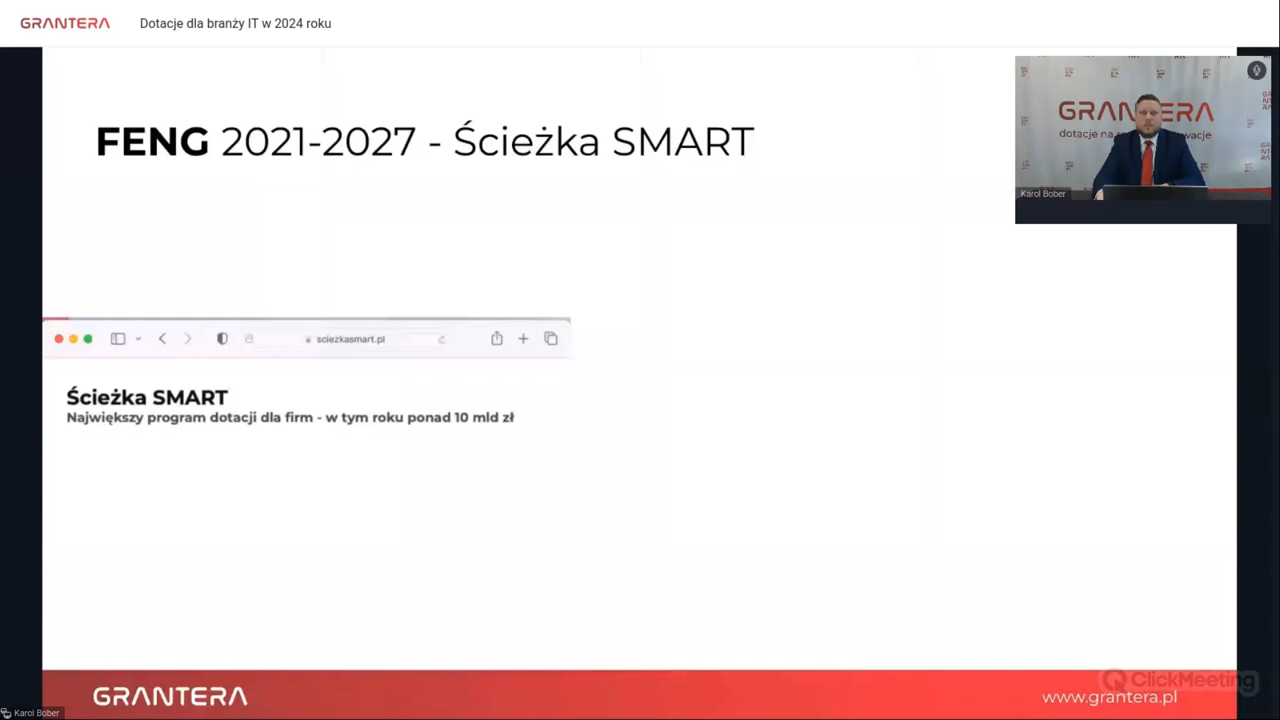 GRANTERA
Dotacje dla branży IT w 2024 roku
FENG 2021-2027 - Ścieżka SMART
GRANTERA
Karol Bober
sciezkasmart.pl
Ścieżka SMART
Największy program dotacji dla firm - w tym roku ponad 10 mld zł
GRANTERA
ClickMeeting
www.grantera.pl
Karol Bober